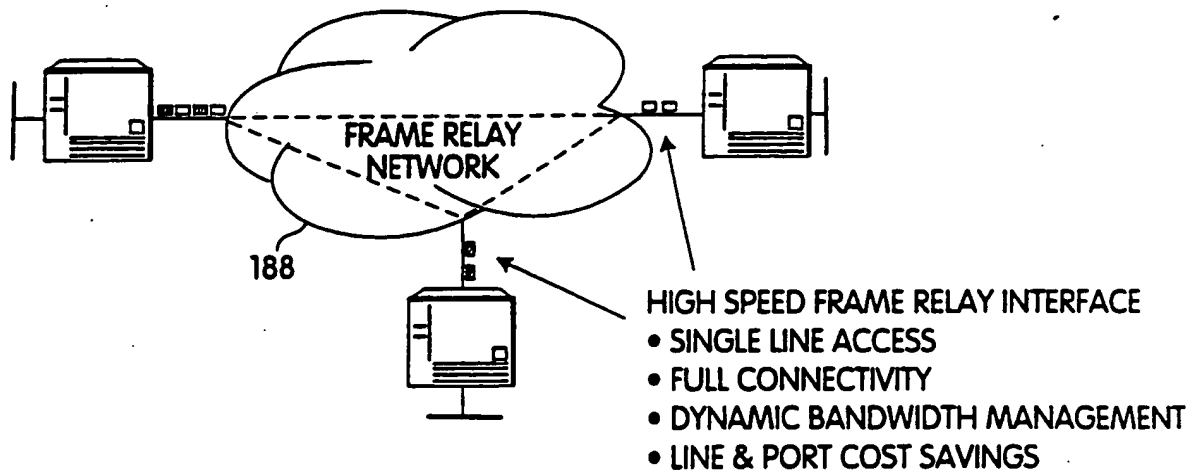 FRAME RELAY
NETWORK
188
HIGH SPEED FRAME RELAY INTERFACE
• SINGLE LINE ACCESS
• FULL CONNECTIVITY
• DYNAMIC BANDWIDTH MANAGEMENT
• LINE & PORT COST SAVINGS